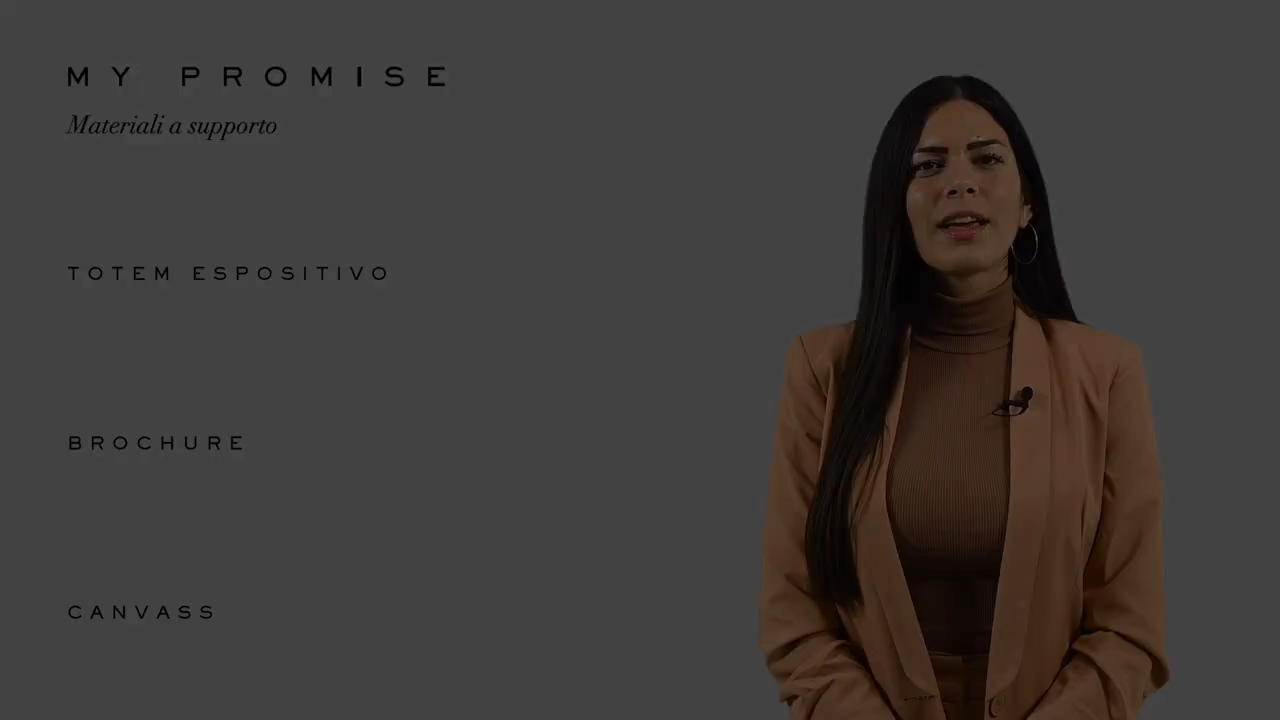 MY PROMISE
Materiali a supporto
TOTEM ESPOSITIVO
BROCHURE
CANVASS